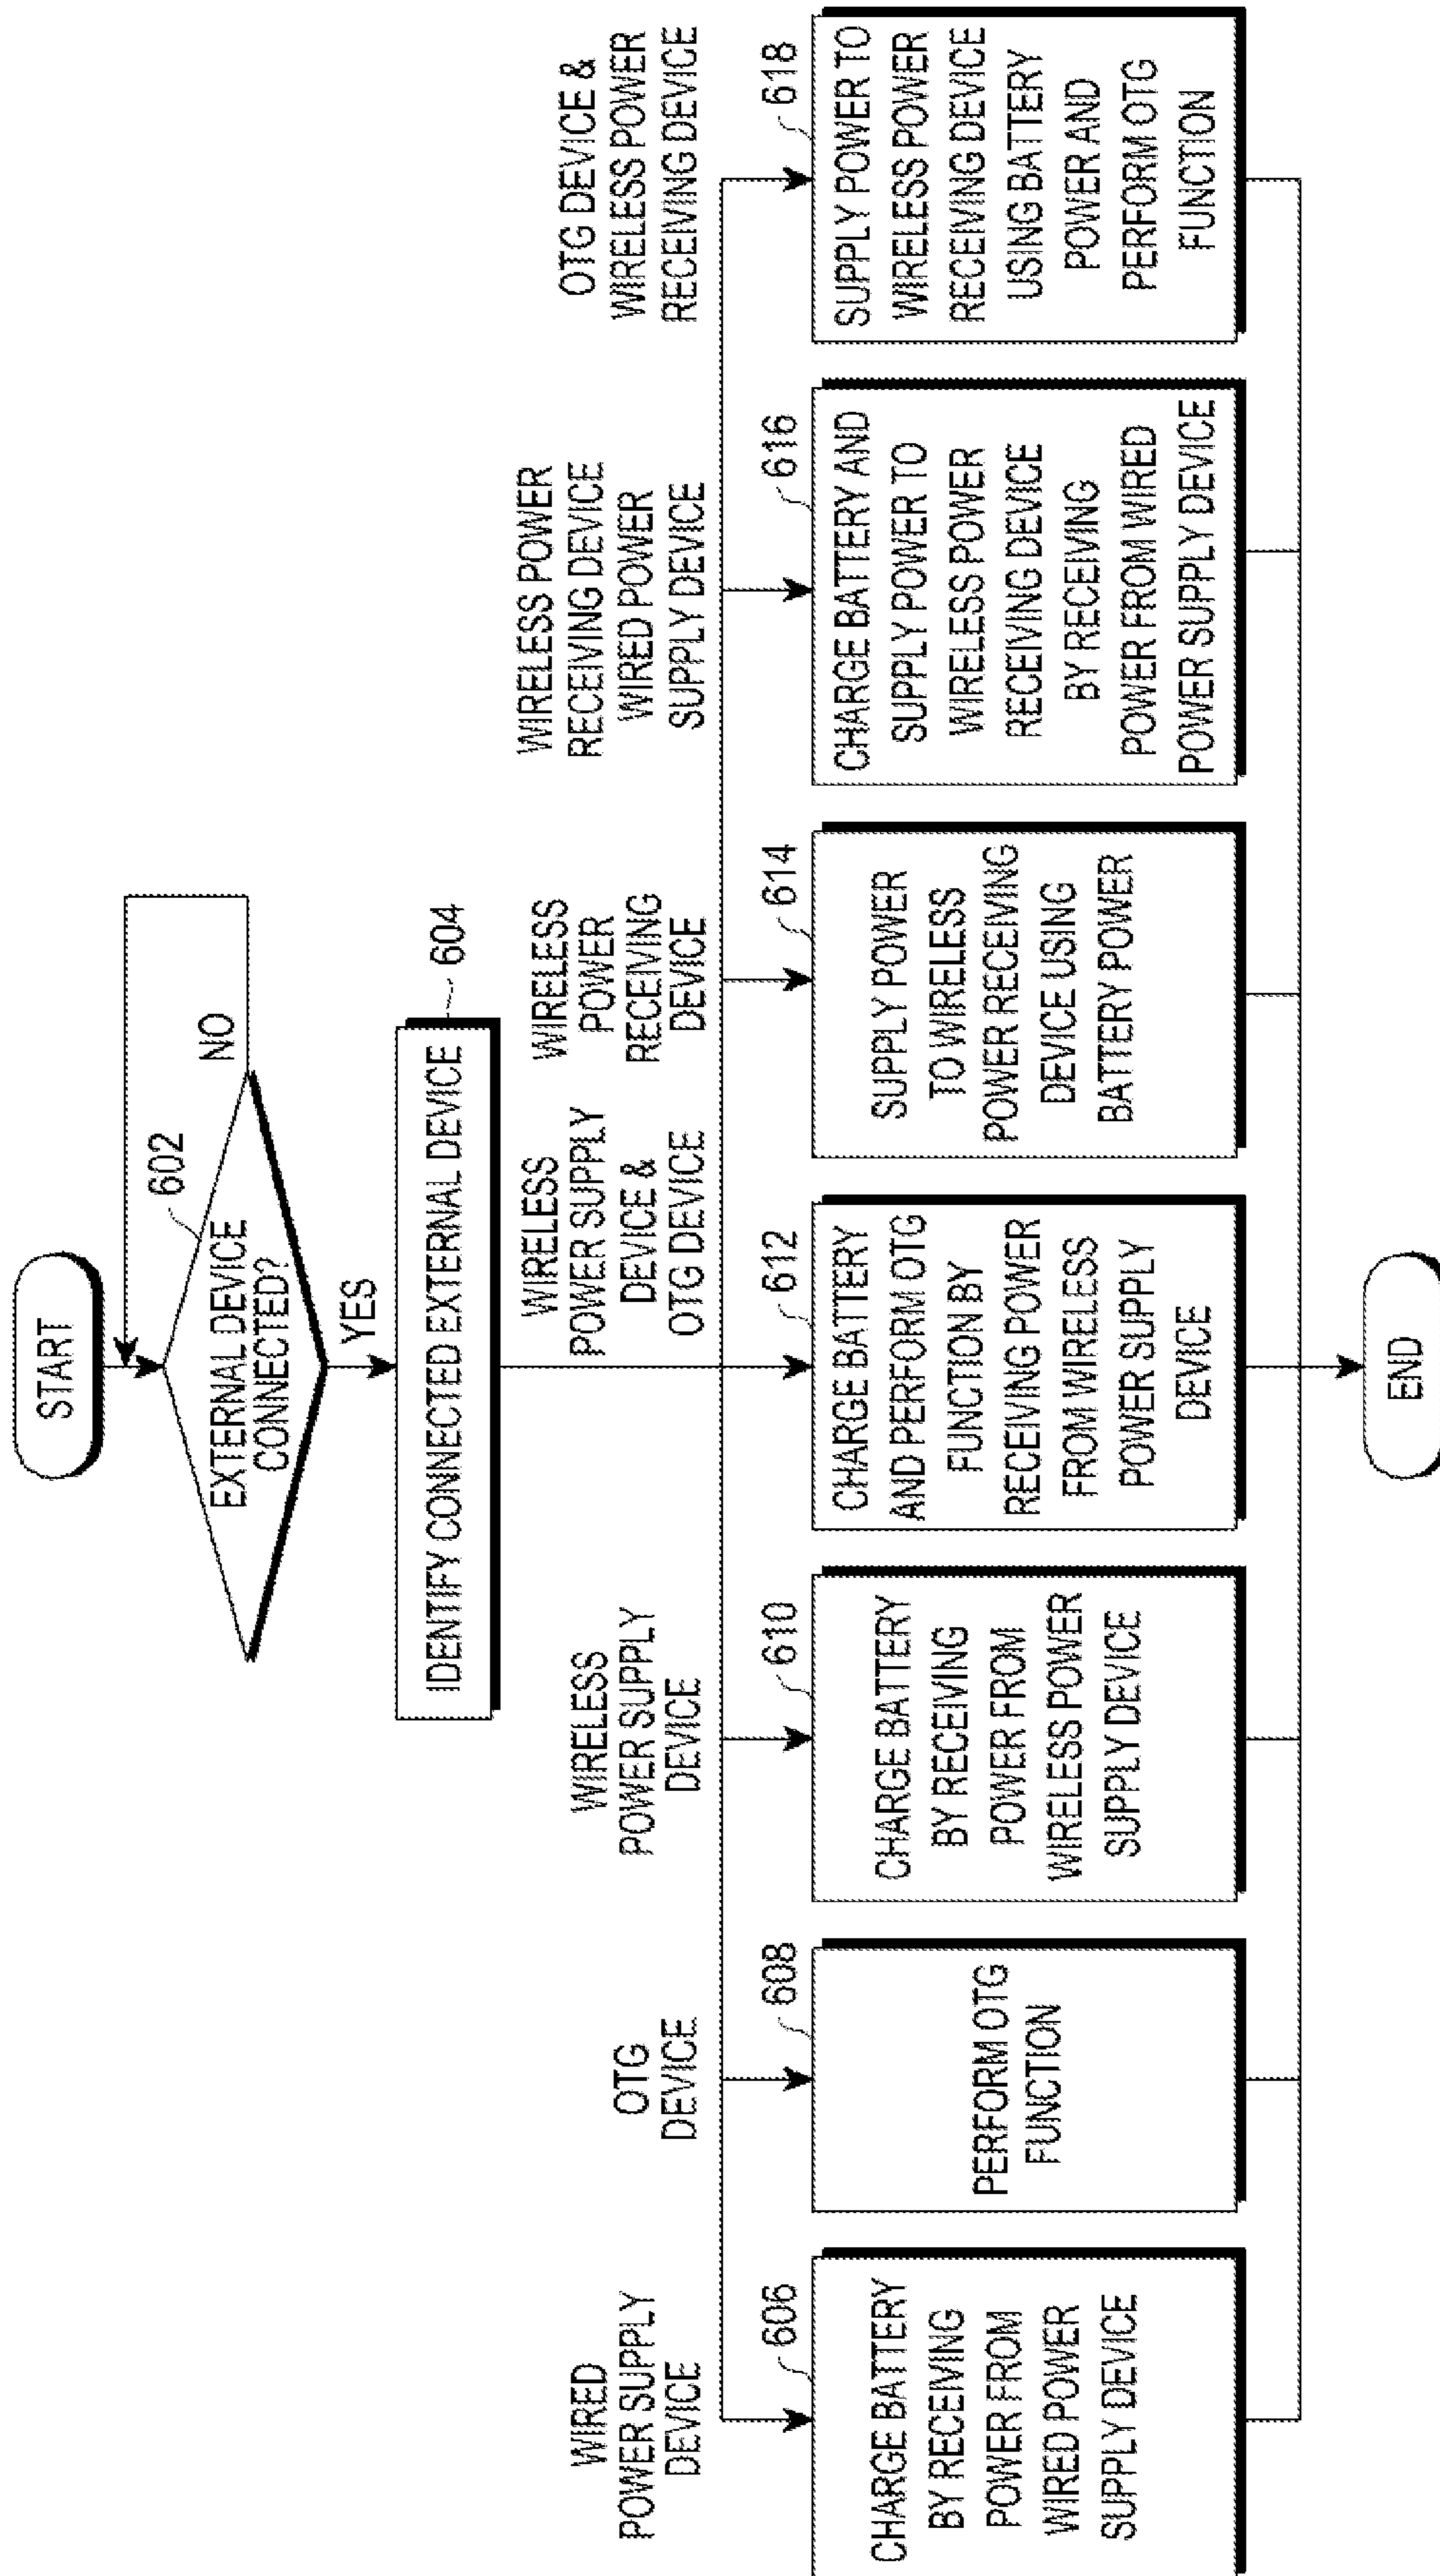 START
602
EXTERNAL DEVICE
CONNECTED?
NO
YES
604
IDENTIFY CONNECTED EXTERNAL DEVICE
WIRED
POWER SUPPLY
DEVICE
606
CHARGE BATTERY
BY RECEIVING
POWER FROM
WIRED POWER
SUPPLY DEVICE
OTG
DEVICE
608
PERFORM OTG
FUNCTION
WIRELESS
POWER SUPPLY
DEVICE
610
CHARGE BATTERY
BY RECEIVING
POWER FROM
WIRELESS POWER
SUPPLY DEVICE
WIRELESS
POWER SUPPLY
DEVICE &
OTG DEVICE
612
CHARGE BATTERY
AND PERFORM OTG
FUNCTION BY
RECEIVING POWER
FROM WIRELESS
POWER SUPPLY
DEVICE
WIRELESS
POWER
RECEIVING
DEVICE
614
SUPPLY POWER
TO WIRELESS
POWER RECEIVING
DEVICE USING
BATTERY POWER
WIRELESS POWER
RECEIVING DEVICE
WIRED POWER
SUPPLY DEVICE
616
CHARGE BATTERY AND
SUPPLY POWER TO
WIRELESS POWER
RECEIVING DEVICE
BY RECEIVING
POWER FROM WIRED
POWER SUPPLY DEVICE
OTG DEVICE &
WIRELESS POWER
RECEIVING DEVICE
618
SUPPLY POWER TO
WIRELESS POWER
RECEIVING DEVICE
USING BATTERY
POWER AND
PERFORM OTG
FUNCTION
END